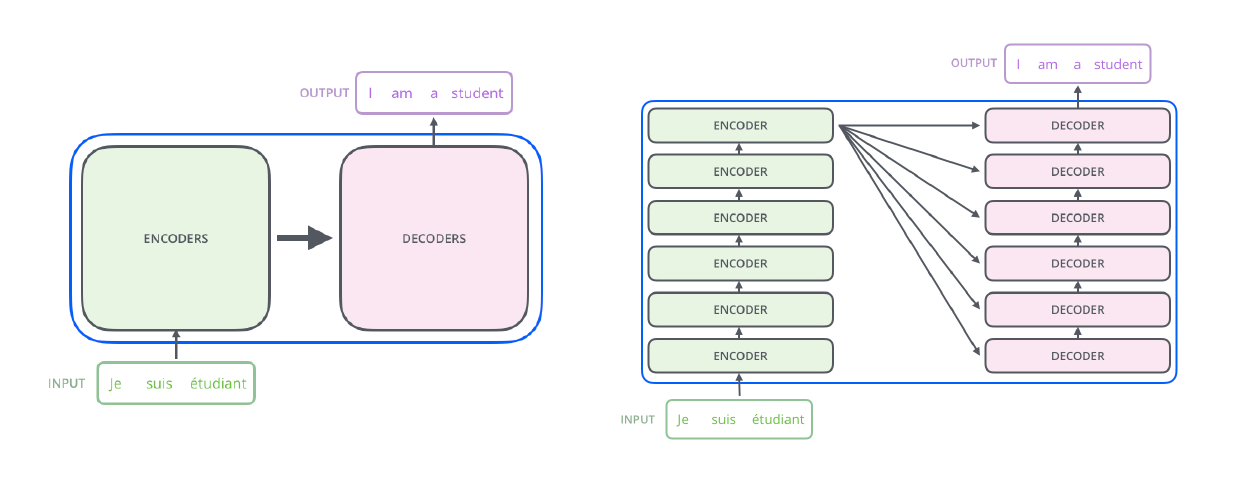 OUTPUT I am a student
ENCODERS
DECODERS
INPUT Je suis étudiant
OUTPUT I am a student
ENCODER DECODER
ENCODER DECODER
ENCODER DECODER
ENCODER DECODER
ENCODER DECODER
ENCODER DECODER
INPUT Je suis étudiant